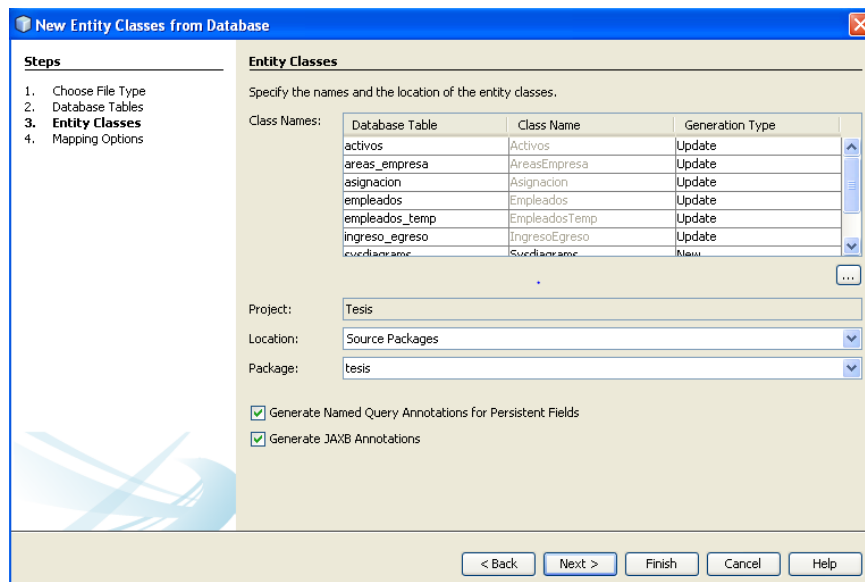 New Entity Classes from Database
Steps
1. Choose File Type
2. Database Tables
3. Entity Classes
4. Mapping Options
Entity Classes
Specify the names and the location of the entity classes.
Class Names:
Database Table Class Name Generation Type
activos Activos Update
areas_empresa AreasEmpresa Update
asignacion Asignacion Update
empleados Empleados Update
empleados_temp EmpleadosTemp Update
ingreso_egreso IngresoEgreso Update
sysdiagrams Sysdiagrams New
...
Project: Tesis
Location: Source Packages
Package: tesis
Generate Named Query Annotations for Persistent Fields
Generate JAXB Annotations
< Back Next > Finish Cancel Help